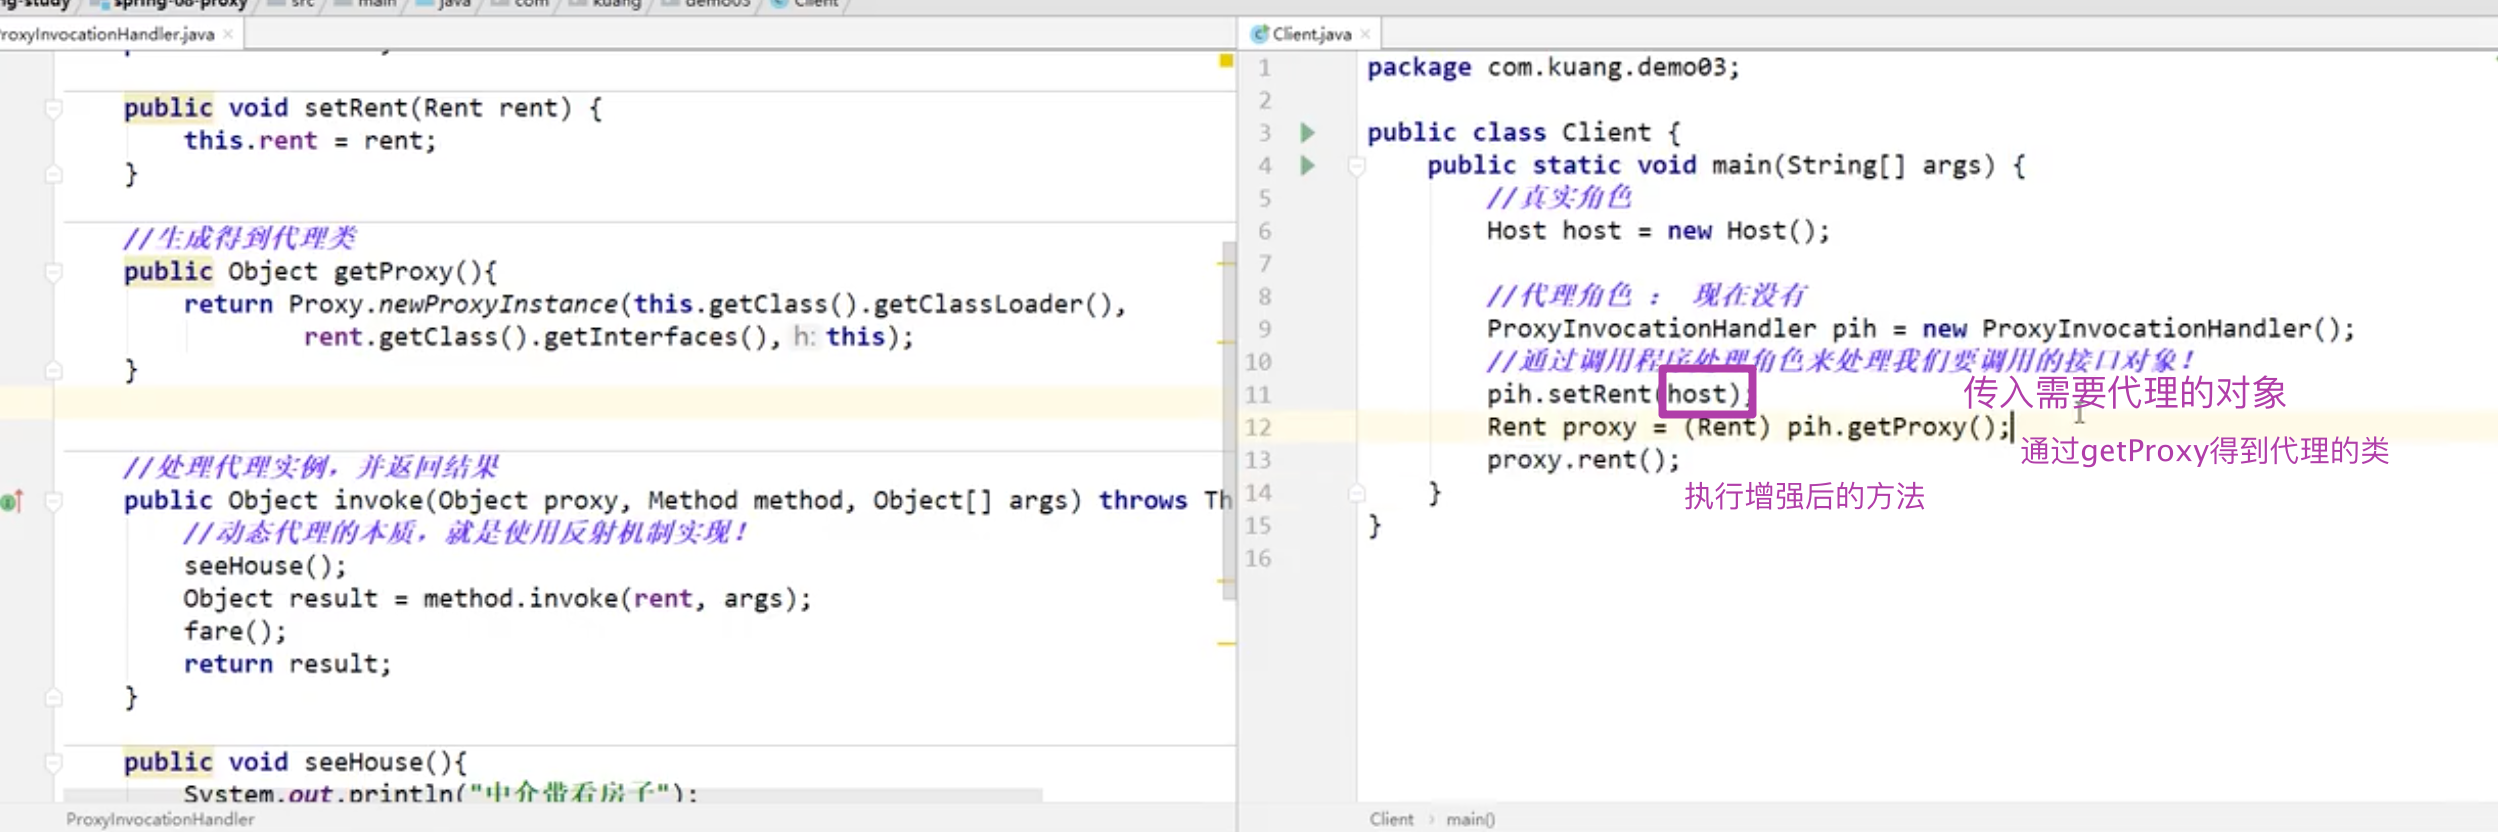 spring-08-proxy
src
main
java
com
kuang
demo03
Client
ProxyInvocationHandler.java
public void setRent(Rent rent) {
this.rent = rent;
}
//生成得到代理类
public Object getProxy(){
return Proxy.newProxyInstance(this.getClass().getClassLoader(),
rent.getClass().getInterfaces(), h: this);
}
//处理代理实例，并返回结果
public Object invoke(Object proxy, Method method, Object[] args) throws Th
//动态代理的本质，就是使用反射机制实现！
seeHouse();
Object result = method.invoke(rent, args);
fare();
return result;
}
public void seeHouse(){
System.out.println("中介带看房子");
ProxyInvocationHandler
Client.java
1 package com.kuang.demo03;
2
3 public class Client {
4 public static void main(String[] args) {
5 //真实角色
6 Host host = new Host();
7
8 //代理角色 ： 现在没有
9 ProxyInvocationHandler pih = new ProxyInvocationHandler();
10 //通过调用程序处理角色来处理我们要调用的接口对象！
11 pih.setRent(host); 传入需要代理的对象
12 Rent proxy = (Rent) pih.getProxy();
通过getProxy得到代理的类
13 proxy.rent();
14 }
执行增强后的方法
15 }
16
Client › main()